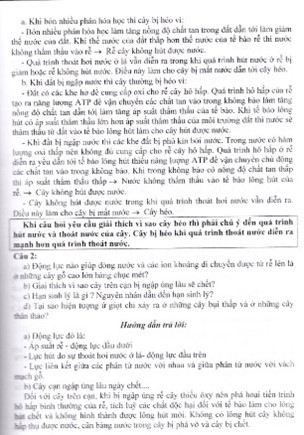 a. Khi bón nhiều phân hóa học thì cây bị héo vì:
- Bón nhiều phân hóa học làm tăng nồng độ chất tan trong đất dẫn tới làm giảm
thế nước của đất. Khi thế nước của đất thấp hơn thế nước của tế bào rễ thì nước
không thẩm thấu vào rễ → Rễ cây không hút được nước.
- Quá trình thoát hơi nước ở lá vẫn diễn ra trong khi quá trình hút nước ở rễ bị
giảm hoặc rễ không hút nước. Điều này làm cho cây bị mất nước dẫn tới cây héo.
b. Khi đất bị ngập nước thì cây thường bị héo vì:
- Đất có các khe hở để cung cấp oxi cho rễ cây hô hấp. Quá trình hô hấp của rễ
tạo ra năng lượng ATP để vận chuyển các chất tan vào trong không bào làm tăng
nồng độ chất tan dẫn tới làm tăng áp suất thẩm thấu của tế bào. Khi tế bào lông
hút có áp suất thẩm thấu lớn hơn áp suất thẩm thấu của môi trường đất thì nước sẽ
thẩm thấu từ đất vào tế bào lông hút làm cho cây hút được nước.
- Khi đất bị ngập nước thì các khe đất bị phủ kín bởi nước. Trong nước có hàm
lượng oxi thấp nên không đủ cung cấp cho rễ cây hô hấp. Quá trình hô hấp ở rễ
diễn ra yếu dẫn tới tế bào lông hút thiếu năng lượng ATP để vận chuyển chủ động
các chất tan vào trong không bào. Khi trong không bào có nồng độ chất tan thấp
thì áp suất thẩm thấu thấp → Nước không thẩm thấu vào tế bào lông hút của
rễ. → Cây không hút được nước.
- Cây không hút được nước trong khi quá trình thoát hơi nước vẫn diễn ra.
Điều này làm cho cây bị mất nước → Cây héo.
Khi câu hỏi yêu cầu giải thích vì sao cây héo thì phải chú ý đến quá trình
hút nước và thoát nước của cây. Cây bị héo khi quá trình thoát nước diễn ra
mạnh hơn quá trình thoát nước.
Câu 2:
a) Động lực nào giúp dòng nước và các ion khoáng di chuyển được từ rễ lên lá
ở những cây gỗ cao lớn hàng chục mét?
b) Giải thích vì sao cây trên cạn bị ngập úng lâu sẽ chết?
c) Hạn sinh lý là gì? Nguyên nhân dẫn đến hạn sinh lý?
d) Tại sao hiện tượng ứ giọt chỉ xảy ra ở những cây bụi thấp và ở những cây
thân thảo?
Hướng dẫn trả lời:
a) Động lực đó là:
- Áp suất rễ - động lực đầu dưới
- Lực hút do sự thoát hơi nước ở lá- động lực đầu trên
- Lực liên kết giữa các phân tử nước với nhau và giữa phân tử nước với vách
mạch gỗ.
b) Cây cạn ngập úng lâu ngày chết....
Đối với cây trên cạn, khi bị ngập úng rễ cây thiếu ôxy nên phá hoại tiến trình
hô hấp bình thường của rễ, tích luỹ các chất độc hại đối với tế bào làm cho lông
hút chết và không hình thành được lông hút mới. Không có lông hút cây không
hấp thụ được nước, cân bằng nước trong cây bị phá vỡ và cây bị chết.